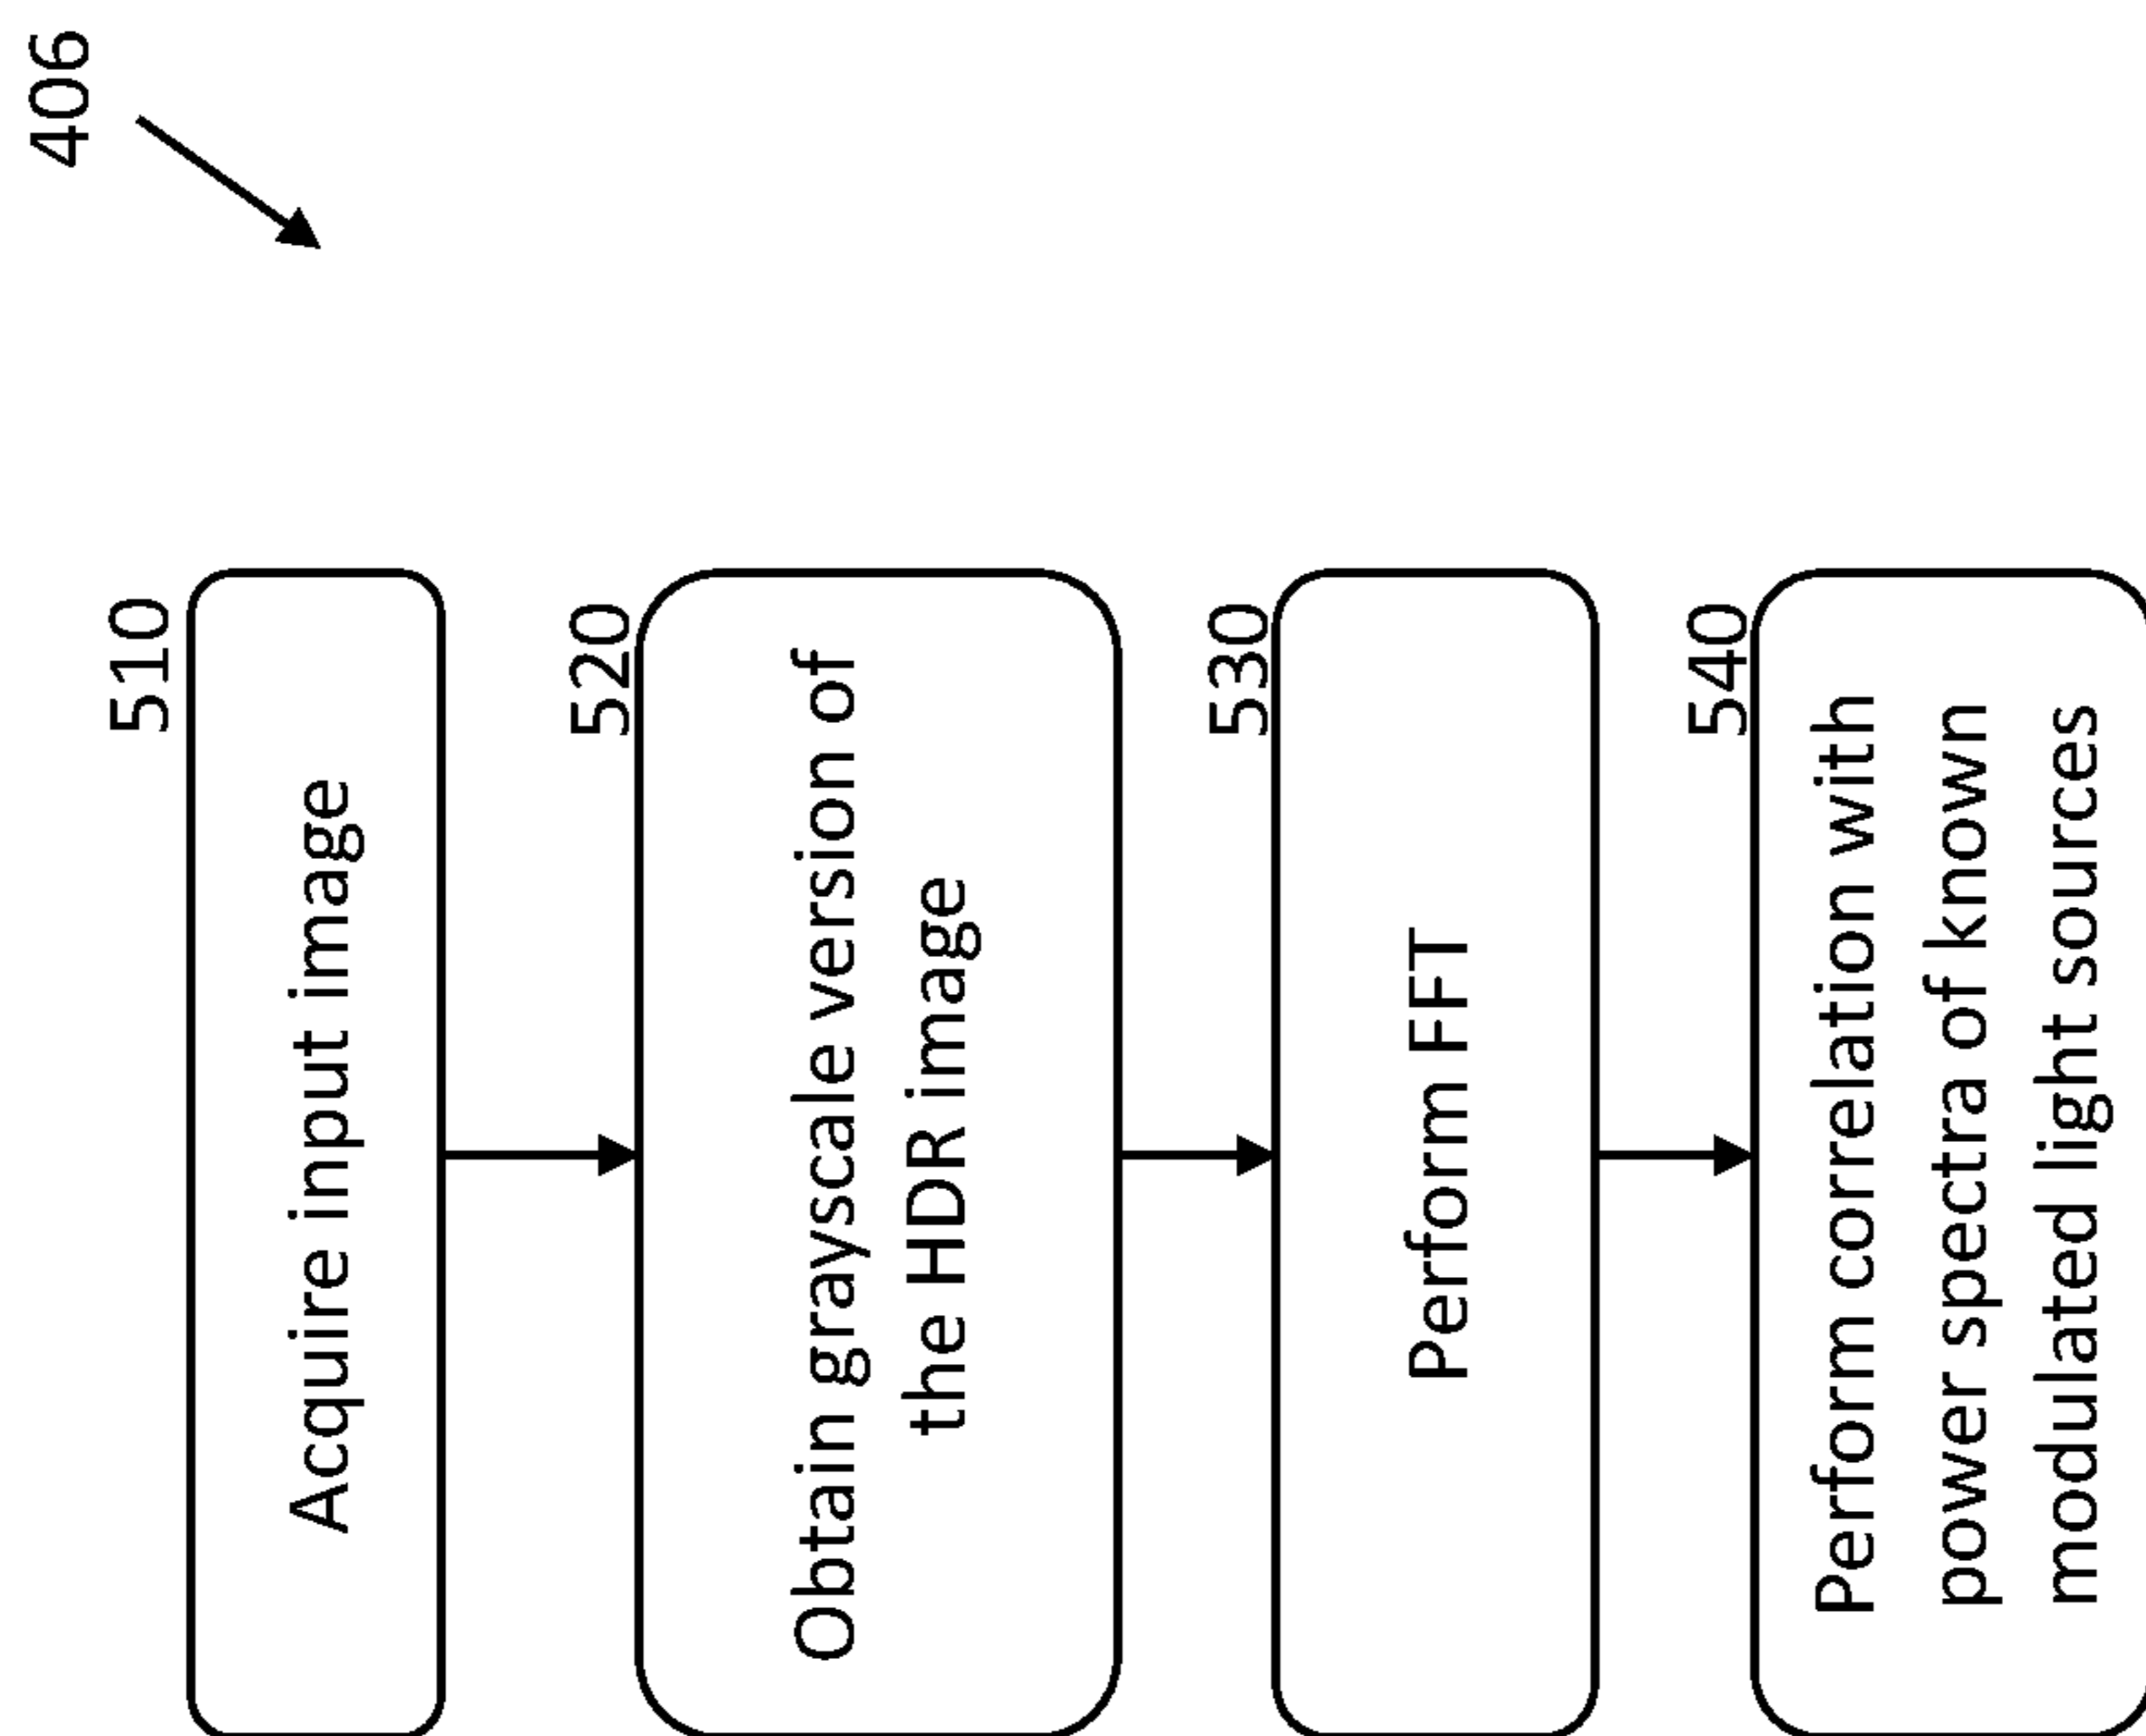 406
510
Acquire input image
520
Obtain grayscale version of
the HDR image
530
Perform FFT
540
Perform correlation with
power spectra of known
modulated light sources